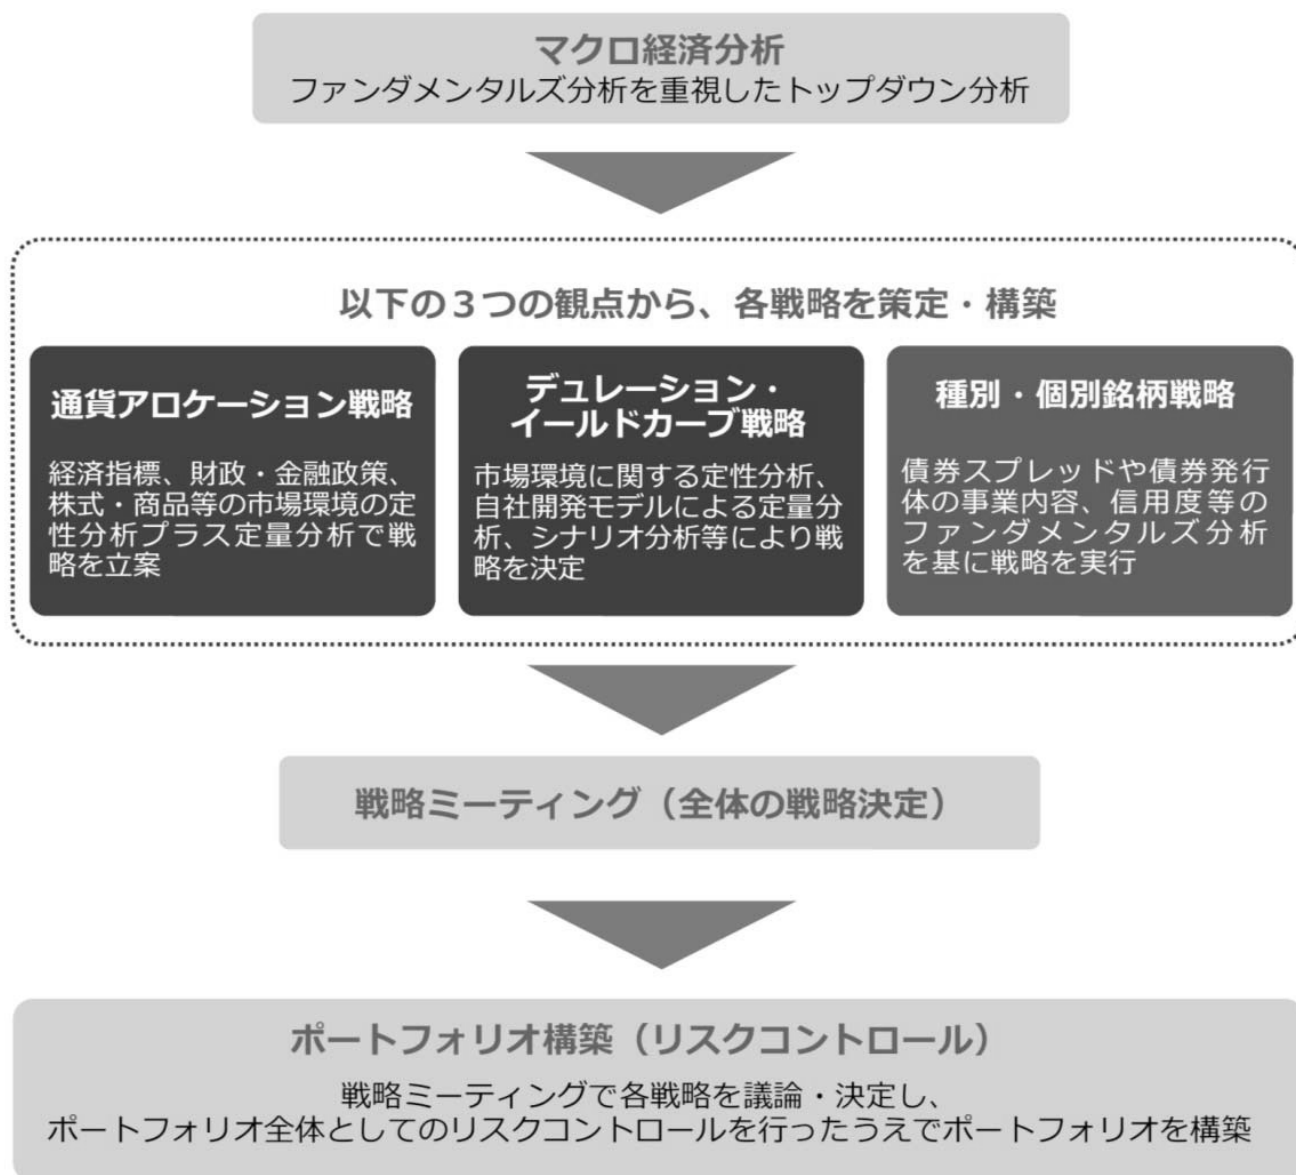 マクロ経済分析
ファンダメンタルズ分析を重視したトップダウン分析
以下の３つの観点から、各戦略を策定・構築
通貨アロケーション戦略
経済指標、財政・金融政策、
株式・商品等の市場環境の定
性分析プラス定量分析で戦
略を立案
デュレーション・
イールドカーブ戦略
市場環境に関する定性分析、
自社開発モデルによる定量分
析、シナリオ分析等により戦
略を決定
種別・個別銘柄戦略
債券スプレッドや債券発行
体の事業内容、信用度等の
ファンダメンタルズ分析
を基に戦略を実行
戦略ミーティング（全体の戦略決定）
ポートフォリオ構築（リスクコントロール）
戦略ミーティングで各戦略を議論・決定し、
ポートフォリオ全体としてのリスクコントロールを行ったうえでポートフォリオを構築